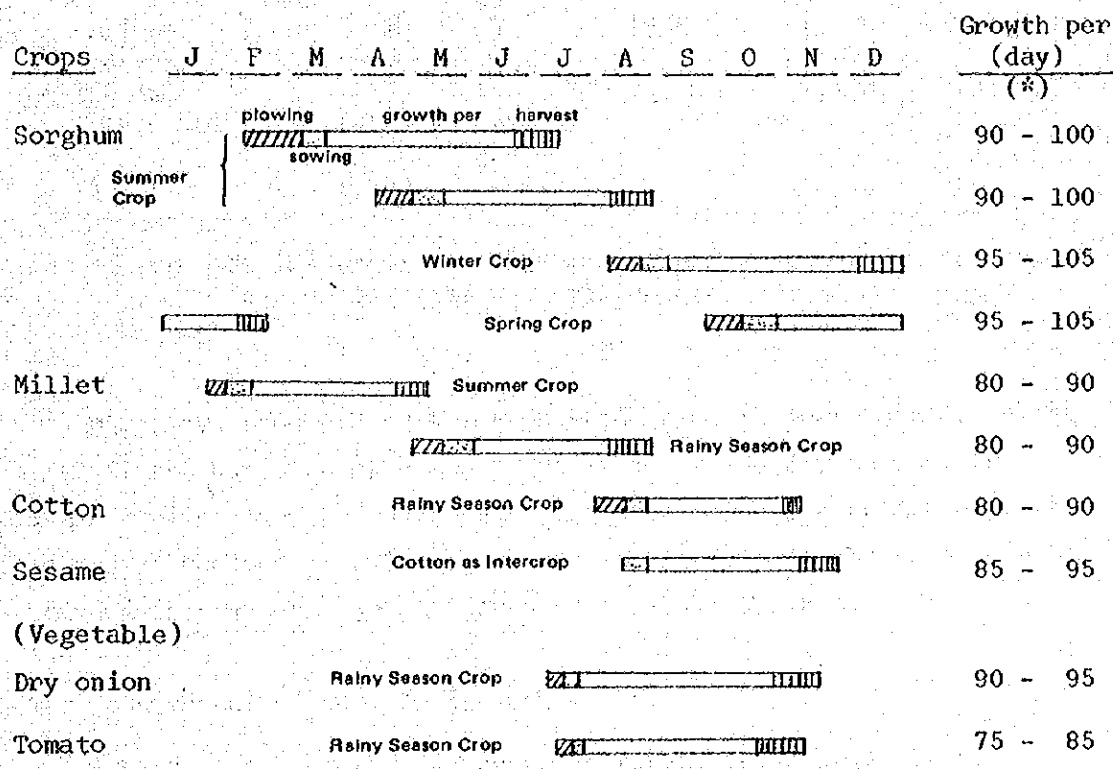 Growth per
Crops J F M A M J J A S O N D (day)
(*)
plowing growth per harvest
Sorghum 90 - 100
sowing
Summer
Crop 90 - 100
Winter Crop 95 - 105
Spring Crop 95 - 105
Millet Summer Crop 80 - 90
Rainy Season Crop 80 - 90
Cotton Rainy Season Crop 80 - 90
Sesame Cotton as Intercrop 85 - 95
(Vegetable)
Dry onion Rainy Season Crop 90 - 95
Tomato Rainy Season Crop 75 - 85